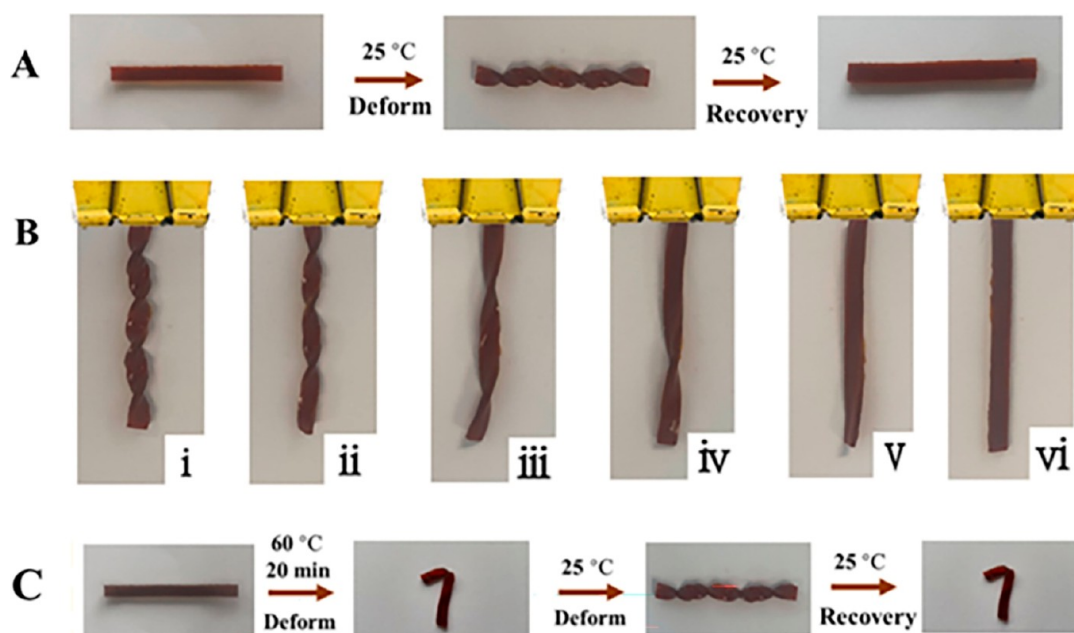 A
25 °C
Deform
25 °C
Recovery
B
i
ii
iii
iv
v
vi
C
60 °C
20 min
Deform
25 °C
Deform
25 °C
Recovery